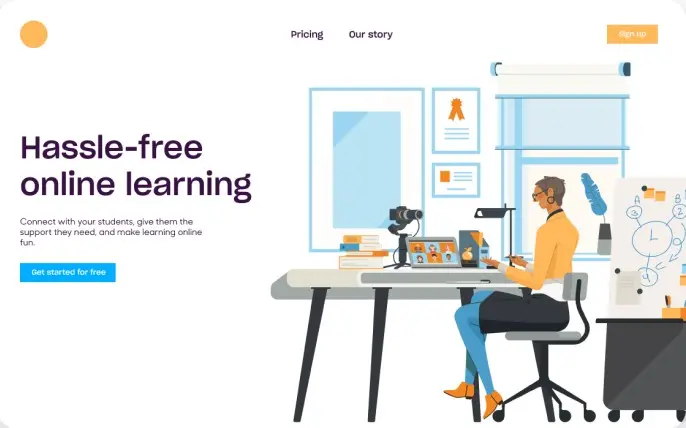 Pricing
Our story
Sign up
Hassle-free
online learning
Connect with your students, give them the
support they need, and make learning online
fun.
Get started for free
A
B
3
2
1